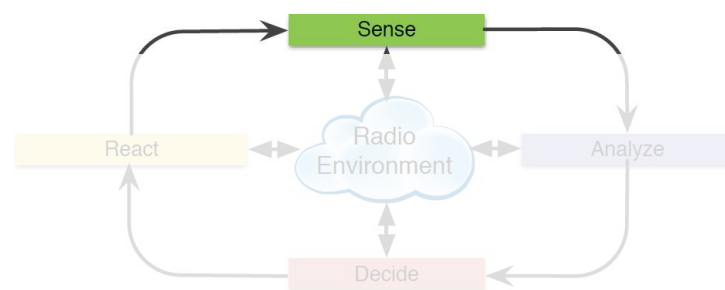 Sense
React
Radio
Environment
Analyze
Decide